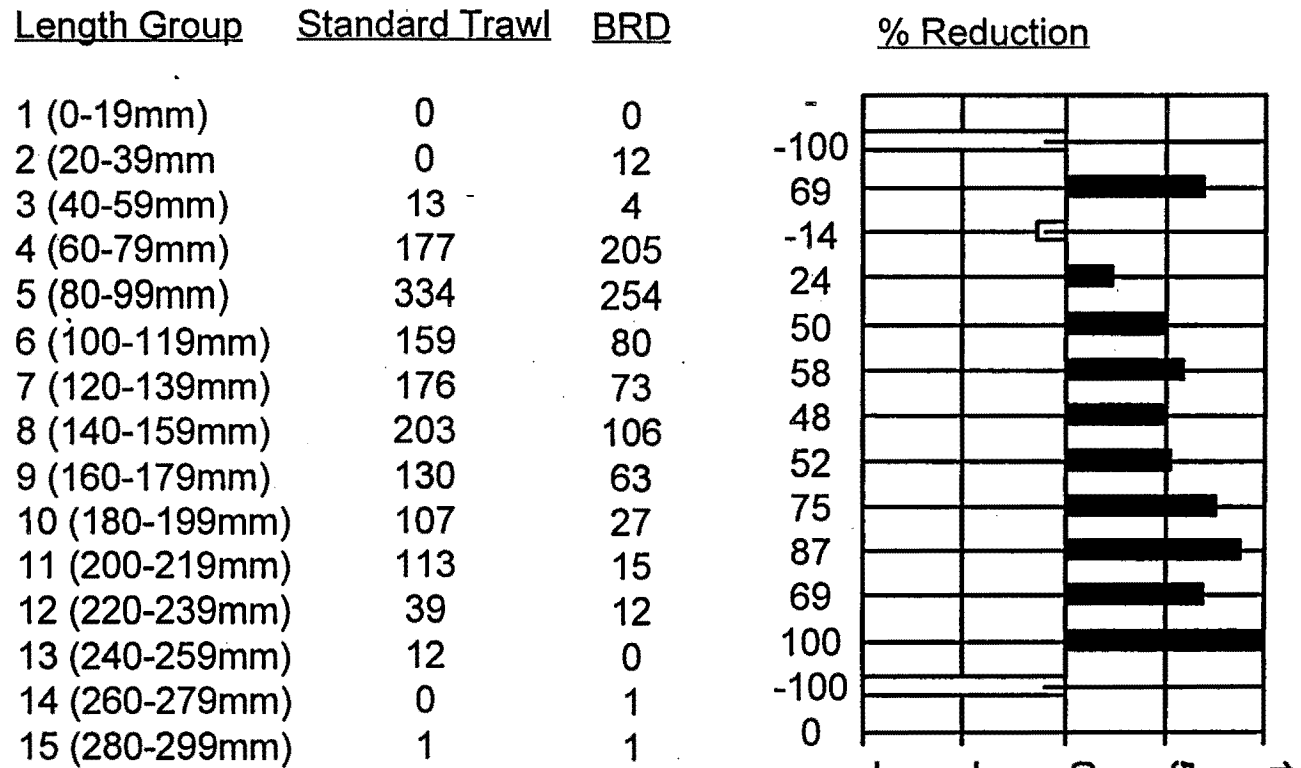 Length Group Standard Trawl BRD % Reduction
1 (0-19mm) 0 0 -
2 (20-39mm 0 12 -100
3 (40-59mm) 13 4 69
4 (60-79mm) 177 205 -14
5 (80-99mm) 334 254 24
6 (100-119mm) 159 80 50
7 (120-139mm) 176 73 58
8 (140-159mm) 203 106 48
9 (160-179mm) 130 63 52
10 (180-199mm) 107 27 75
11 (200-219mm) 113 15 87
12 (220-239mm) 39 12 69
13 (240-259mm) 12 0 100
14 (260-279mm) 0 1 -100
15 (280-299mm) 1 1 0